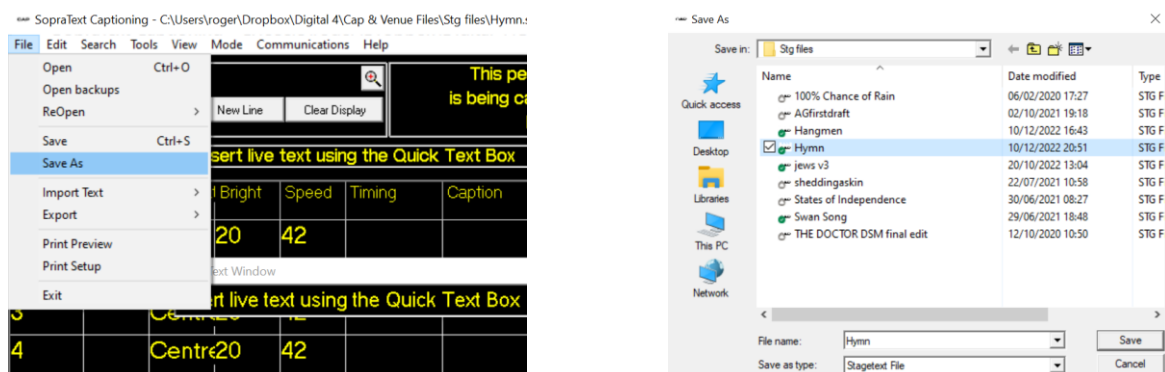 SopraText Captioning - C:\Users\roger\Dropbox\Digital 4\Cap & Venue Files\Stg files\Hymn.s
File Edit Search Tools View Mode Communications Help
Open Ctrl+O
Open backups
ReOpen
Save Ctrl+S
Save As
Import Text
Export
Print Preview
Print Setup
Exit
New Line Clear Display
This pe
is being ca
sert live text using the Quick Text Box
Bright Speed Timing Caption
20 42
ext Window
rt live text using the Quick Text Box
3
4 Centre 20 42
Save As
Save in: Stg files
Quick access
Desktop
Libraries
This PC
Network
Name Date modified Type
100% Chance of Rain 06/02/2020 17:27 STG F
AGfirstdraft 02/10/2021 19:18 STG F
Hangmen 10/12/2022 16:43 STG F
Hymn 10/12/2022 20:51 STG F
jews v3 20/10/2022 13:04 STG F
sheddingaskin 22/07/2021 10:58 STG F
States of Independence 30/06/2021 08:27 STG F
Swan Song 29/06/2021 18:48 STG F
THE DOCTOR DSM final edit 12/10/2020 10:50 STG F
File name: Hymn Save
Save as type: Stagetext File Cancel